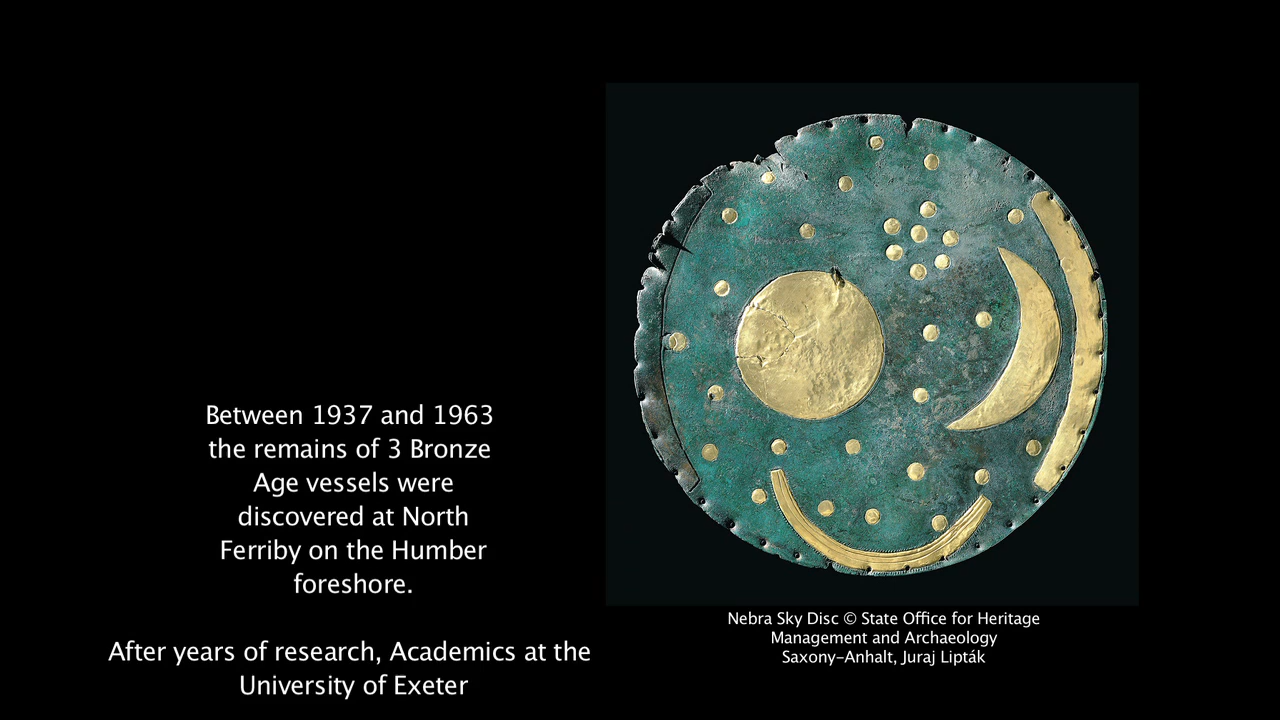 Between 1937 and 1963
the remains of 3 Bronze
Age vessels were
discovered at North
Ferriby on the Humber
foreshore.
After years of research, Academics at the
University of Exeter
Nebra Sky Disc © State Office for Heritage
Management and Archaeology
Saxony-Anhalt, Juraj Lipták